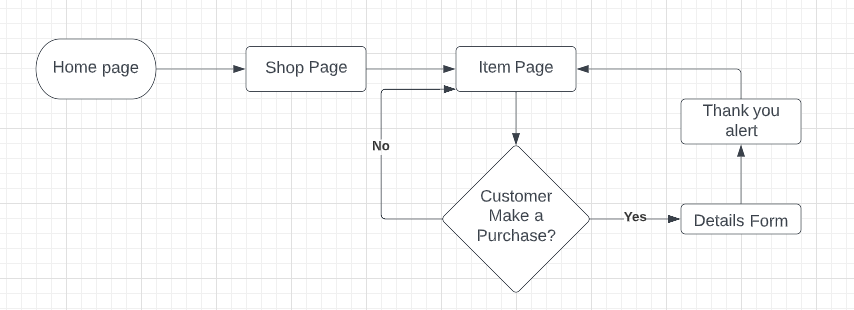 Home page
Shop Page
Item Page
Thank you
alert
No
Customer
Make a
Purchase?
Yes
Details Form